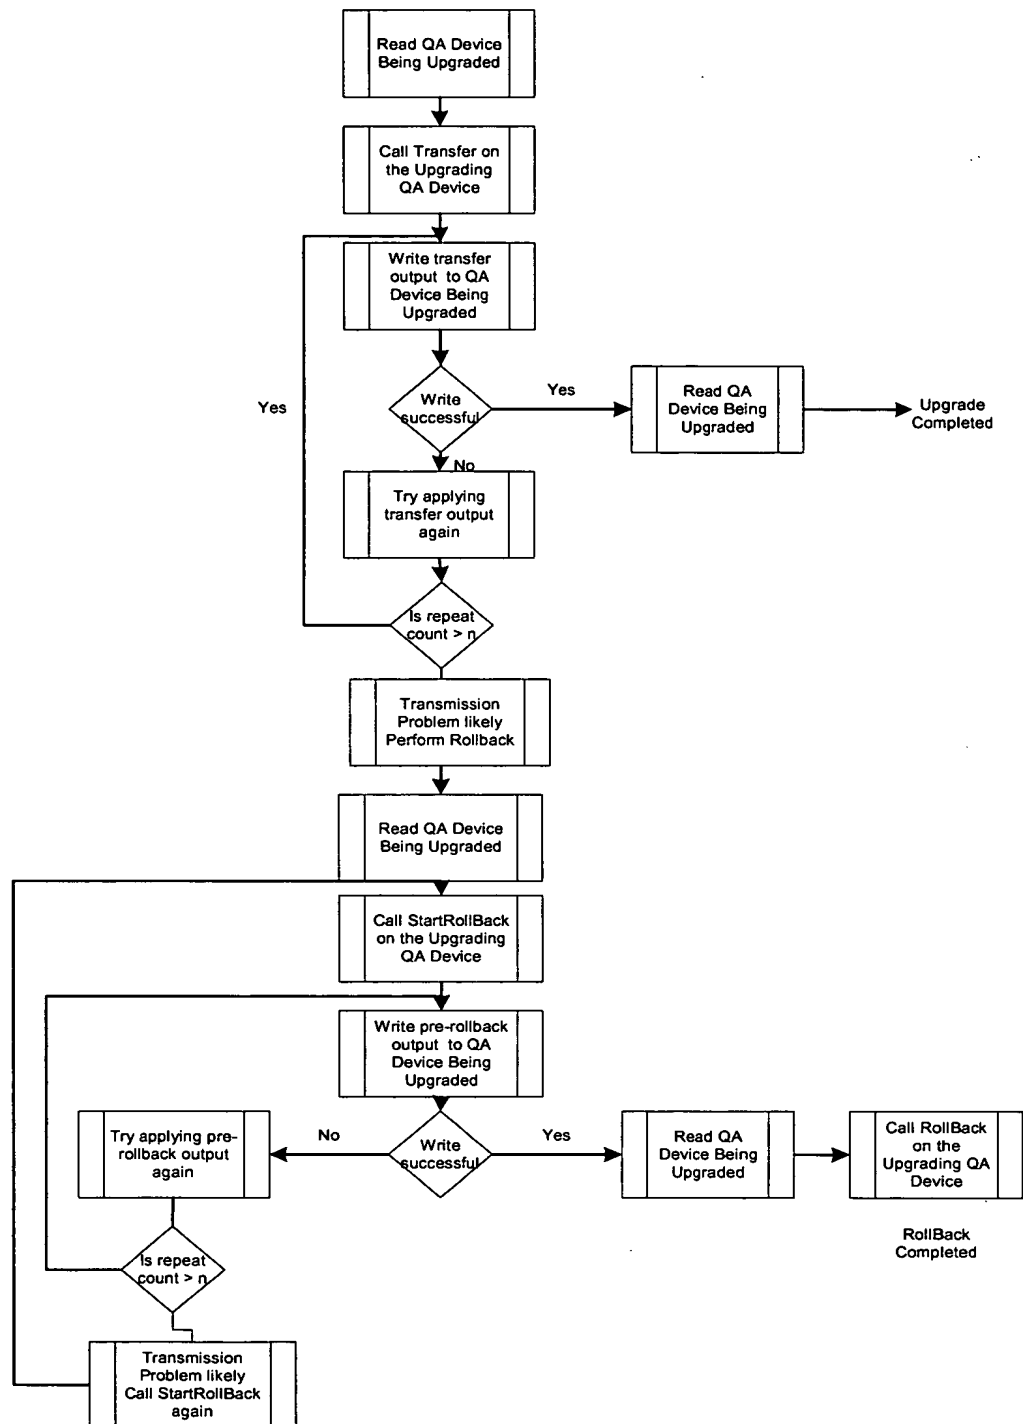 Read QA Device
Being Upgraded
Call Transfer on
the Upgrading
QA Device
Write transfer
output to QA
Device Being
Upgraded
Write
successful
Yes
Read QA
Device Being
Upgraded
Upgrade
Completed
Yes
No
Try applying
transfer output
again
Is repeat
count > n
Transmission
Problem likely
Perform Rollback
Read QA Device
Being Upgraded
Call StartRollBack
on the Upgrading
QA Device
Write pre-rollback
output to QA
Device Being
Upgraded
Try applying pre-
rollback output
again
No
Write
successful
Yes
Read QA
Device Being
Upgraded
Call RollBack
on the
Upgrading QA
Device
RollBack
Completed
Is repeat
count > n
Transmission
Problem likely
Call StartRollBack
again